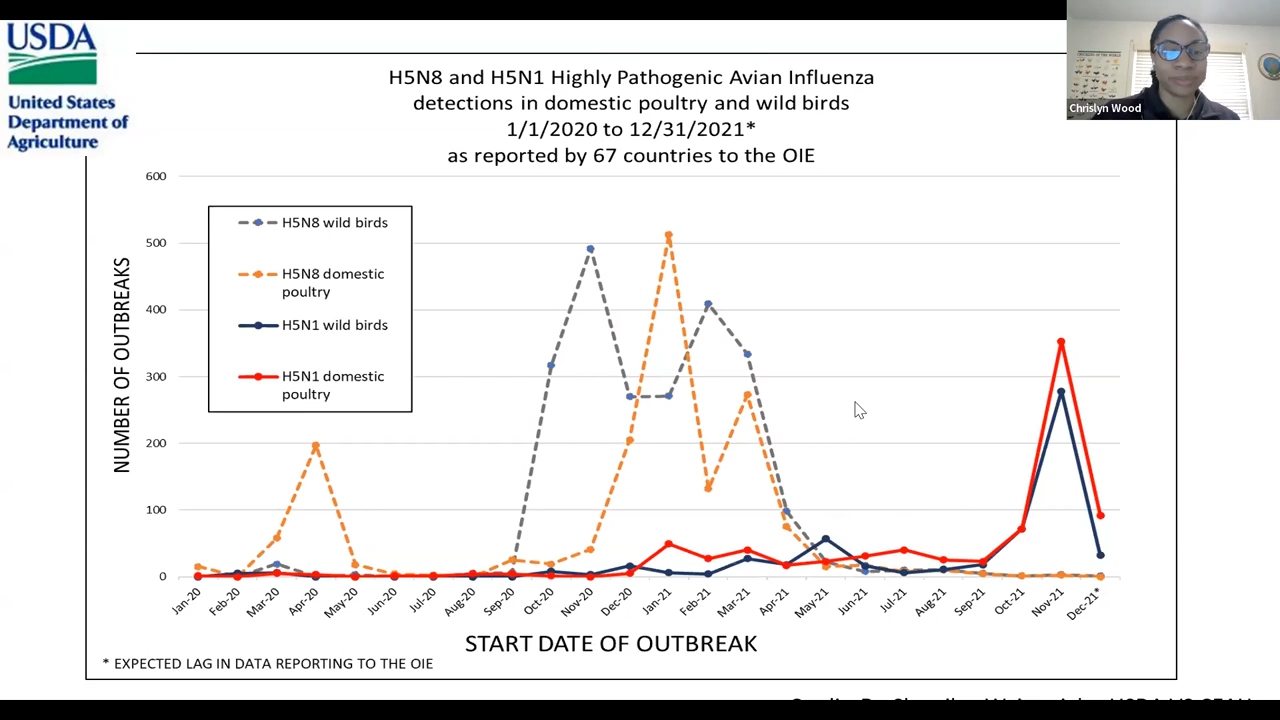 USDA
United States
Department of
Agriculture
Chrislyn Wood
H5N8 and H5N1 Highly Pathogenic Avian Influenza
detections in domestic poultry and wild birds
1/1/2020 to 12/31/2021*
as reported by 67 countries to the OIE
NUMBER OF OUTBREAKS
600
500
400
300
200
100
0
H5N8 wild birds
H5N8 domestic
poultry
H5N1 wild birds
H5N1 domestic
poultry
Jan-20
Feb-20
Mar-20
Apr-20
May-20
Jun-20
Jul-20
Aug-20
Sep-20
Oct-20
Nov-20
Dec-20
Jan-21
Feb-21
Mar-21
Apr-21
May-21
Jun-21
Jul-21
Aug-21
Sep-21
Oct-21
Nov-21
Dec-21*
START DATE OF OUTBREAK
* EXPECTED LAG IN DATA REPORTING TO THE OIE